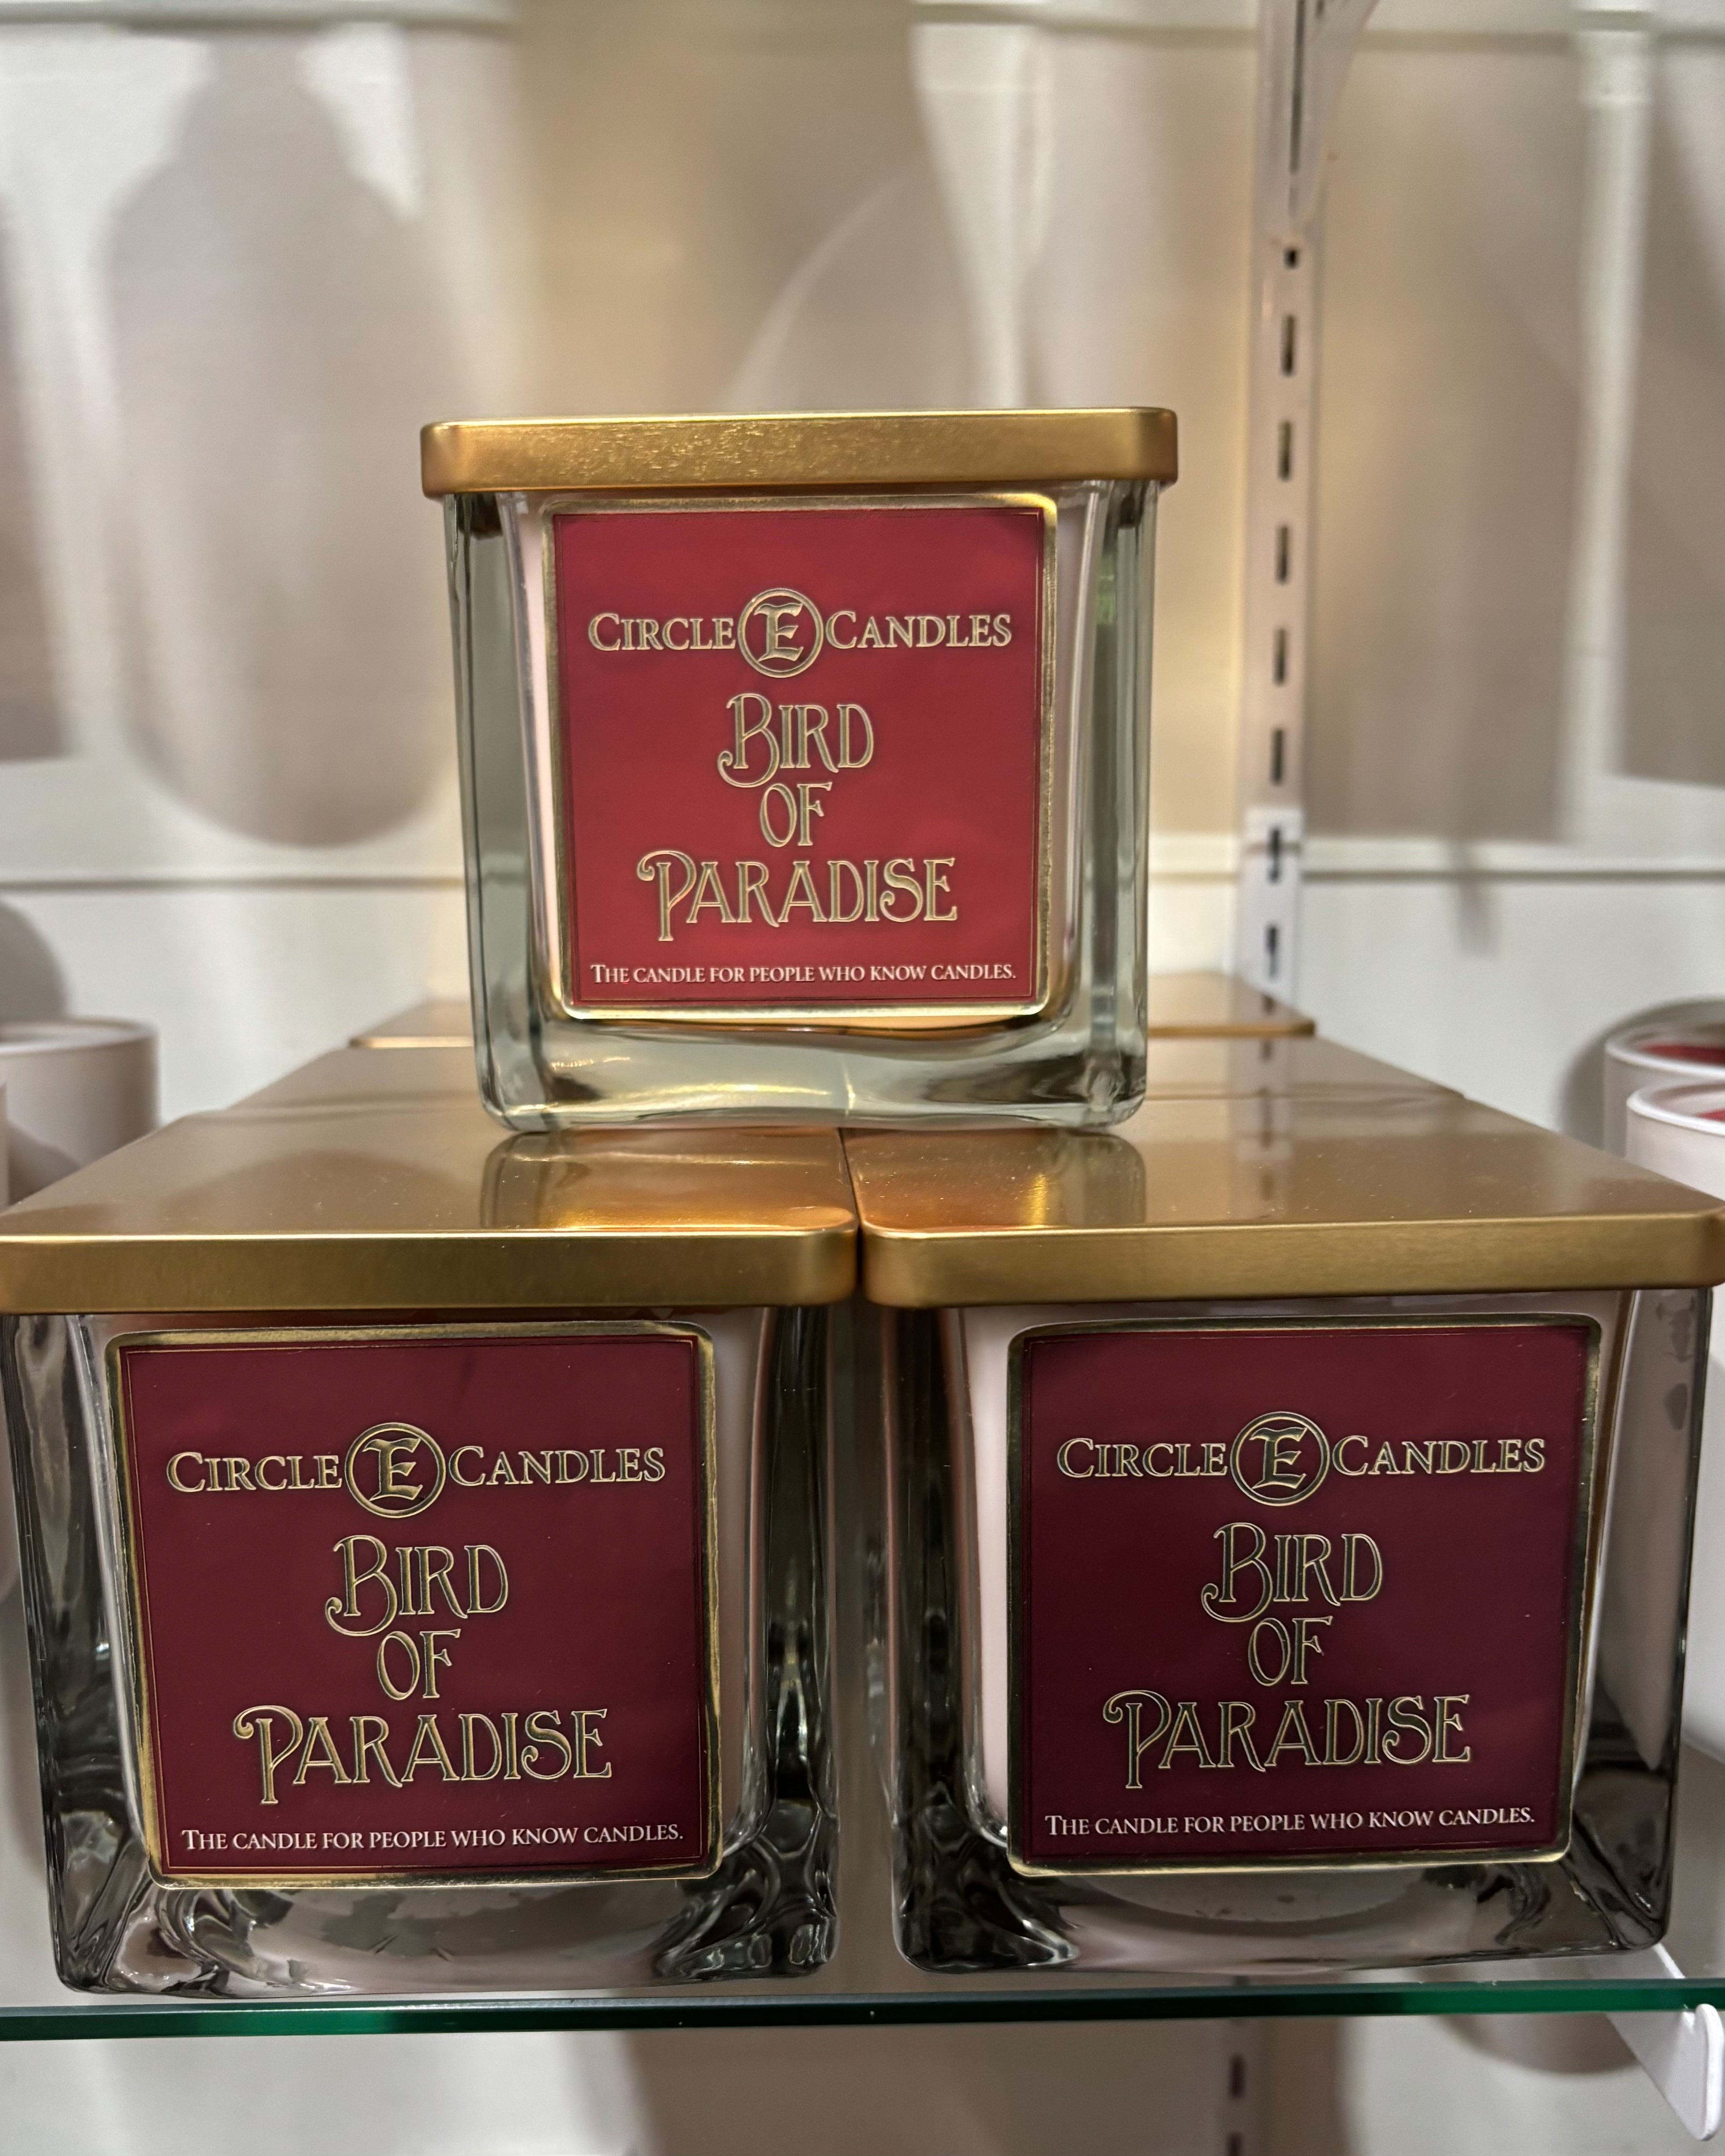 CIRCLE E CANDLES
BIRD
OF
PARADISE
THE CANDLE FOR PEOPLE WHO KNOW CANDLES.
CIRCLE E CANDLES
BIRD
OF
PARADISE
THE CANDLE FOR PEOPLE WHO KNOW CANDLES.
CIRCLE E CANDLES
BIRD
OF
PARADISE
THE CANDLE FOR PEOPLE WHO KNOW CANDLES.